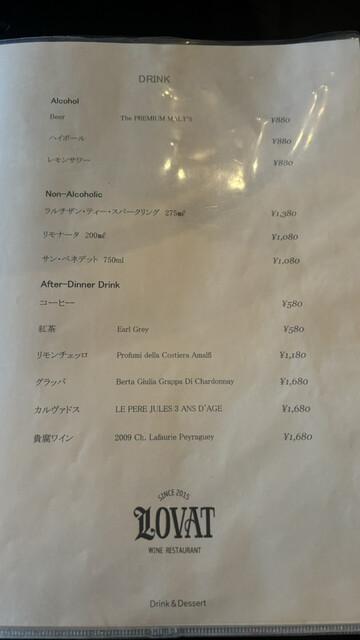 DRINK
Alcohol
Beer The PREMIUM MALT'S ¥880
ハイボール ¥880
レモンサワー ¥880
Non-Alcoholic
ラルチザン・ティー・スパークリング 275㎖ ¥1,380
リモナータ 200㎖ ¥1,080
サン・ベネデット 750ml ¥1,080
After-Dinner Drink
コーヒー ¥580
紅茶 Earl Grey ¥580
リモンチェッロ Profumi della Costiera Amalfi ¥1,180
グラッパ Berta Giulia Grappa Di Chardonnay ¥1,680
カルヴァドス LE PERE JULES 3 ANS D'AGE ¥1,680
貴腐ワイン 2009 Ch. Lafaurie Peyraguey ¥1,680
SINCE 2015
LOVAT
WINE RESTAURANT
Drink & Dessert